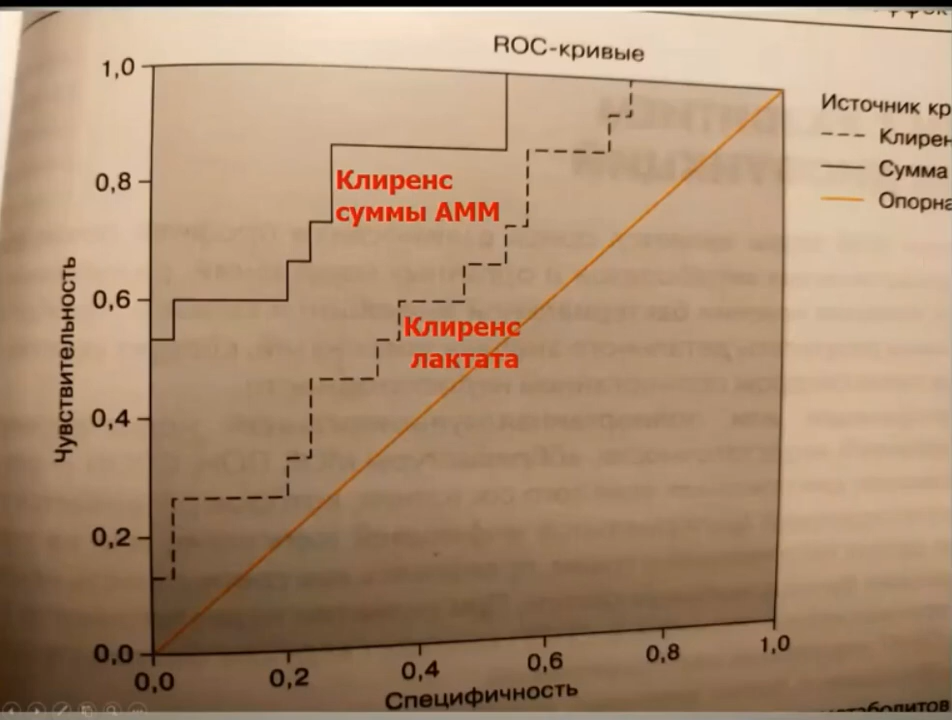 ROC-кривые
1,0
0,8
0,6
0,4
0,2
0,0
Чувствительность
Клиренс
суммы АММ
Клиренс
лактата
0,0
0,2
0,4
0,6
0,8
1,0
Специфичность
Источник кр
Клирен
Сумма
Опорна